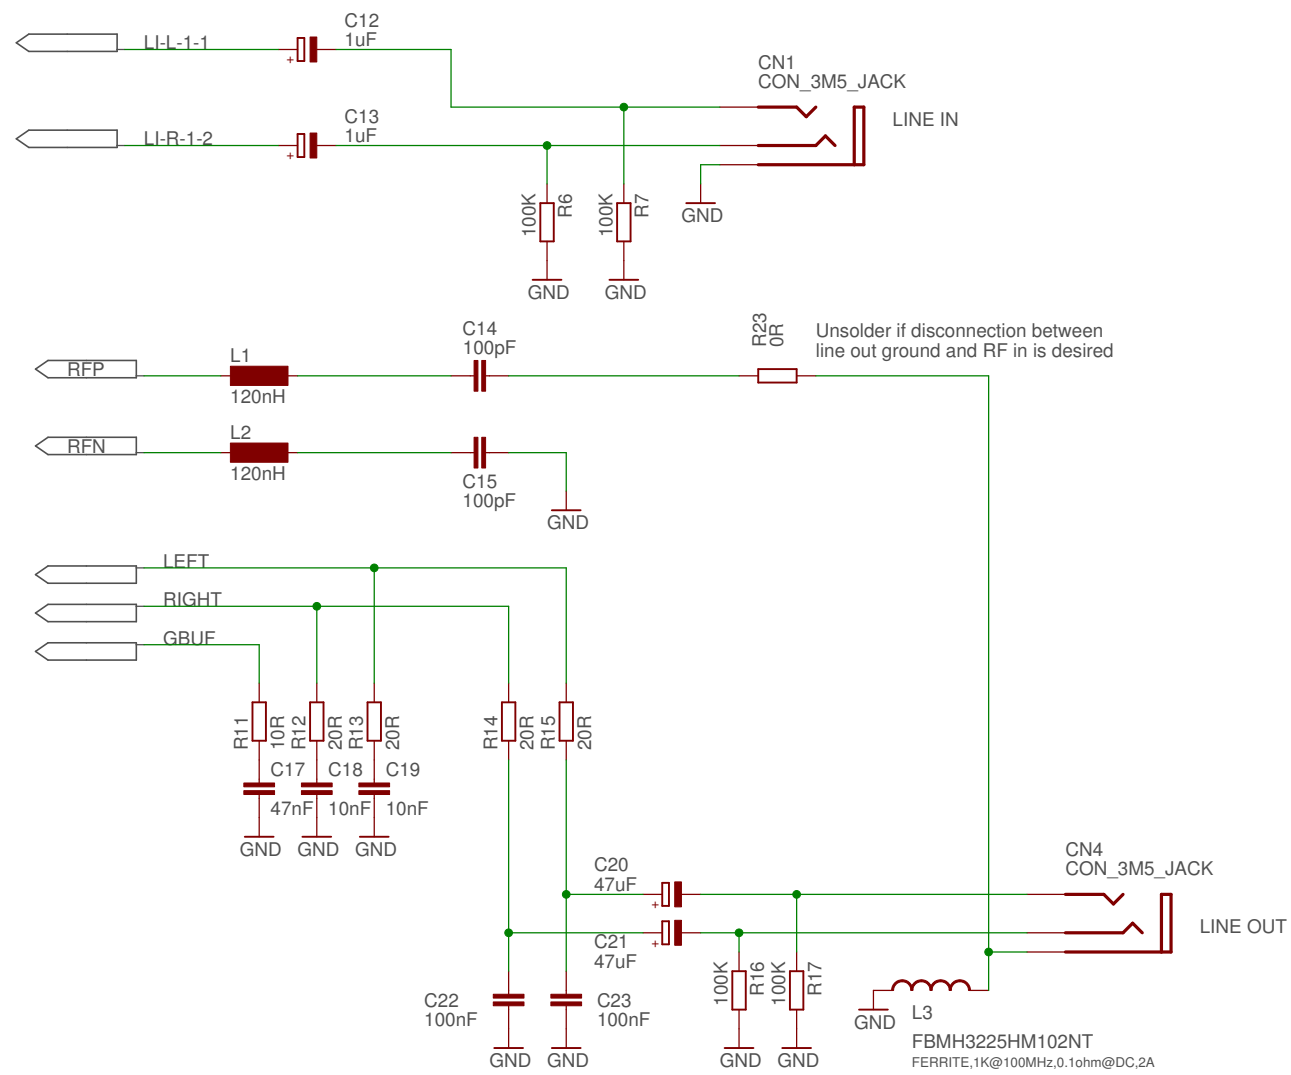 LI-L-1-1
C12
1uF
LI-R-1-2
C13
1uF
+
+
CN1
CON_3M5_JACK
LINE IN
100K
R6
100K
R7
GND
GND
GND
RFP
L1
120nH
C14
100pF
R23
0R
Unsolder if disconnection between
line out ground and RF in is desired
RFN
L2
120nH
C15
100pF
GND
LEFT
RIGHT
GBUF
R11
10R
R12
20R
R13
20R
R14
20R
R15
20R
C17
47nF
C18
10nF
C19
10nF
GND
GND
GND
C20
47uF
+
C21
47uF
+
CN4
CON_3M5_JACK
LINE OUT
C22
100nF
C23
100nF
100K
R16
100K
R17
GND
GND
GND
GND
GND
L3
FBMH3225HM102NT
FERRITE,1K@100MHz,0.1ohm@DC,2A